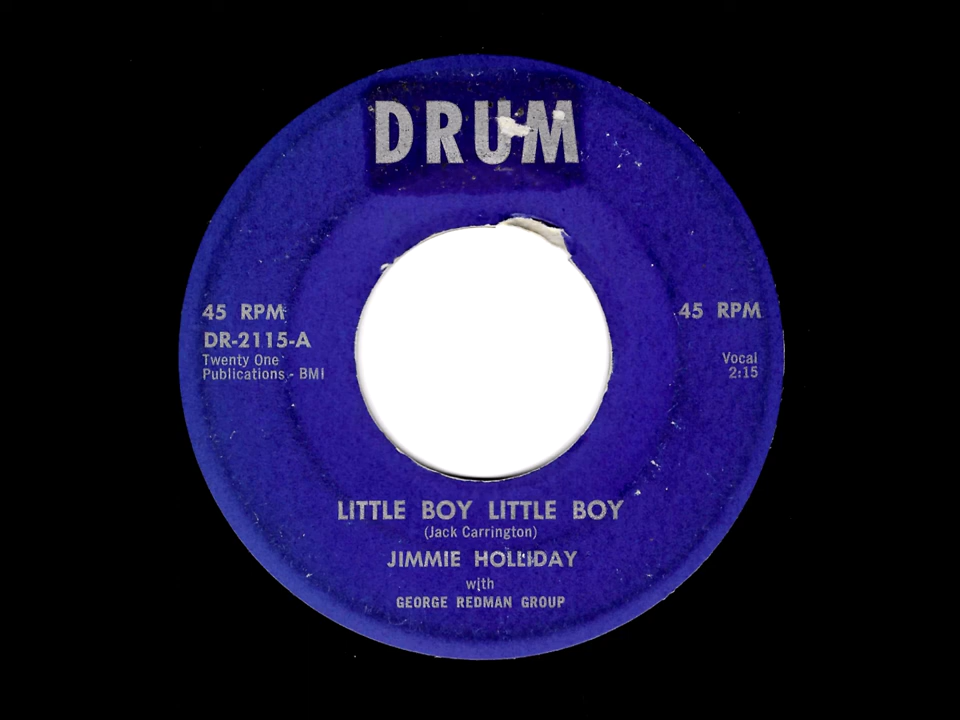 DRUM
45 RPM
DR-2115-A
Twenty One
Publications - BMI
45 RPM
Vocal
2:15
LITTLE BOY LITTLE BOY
(Jack Carrington)
JIMMIE HOLLIDAY
with
GEORGE REDMAN GROUP